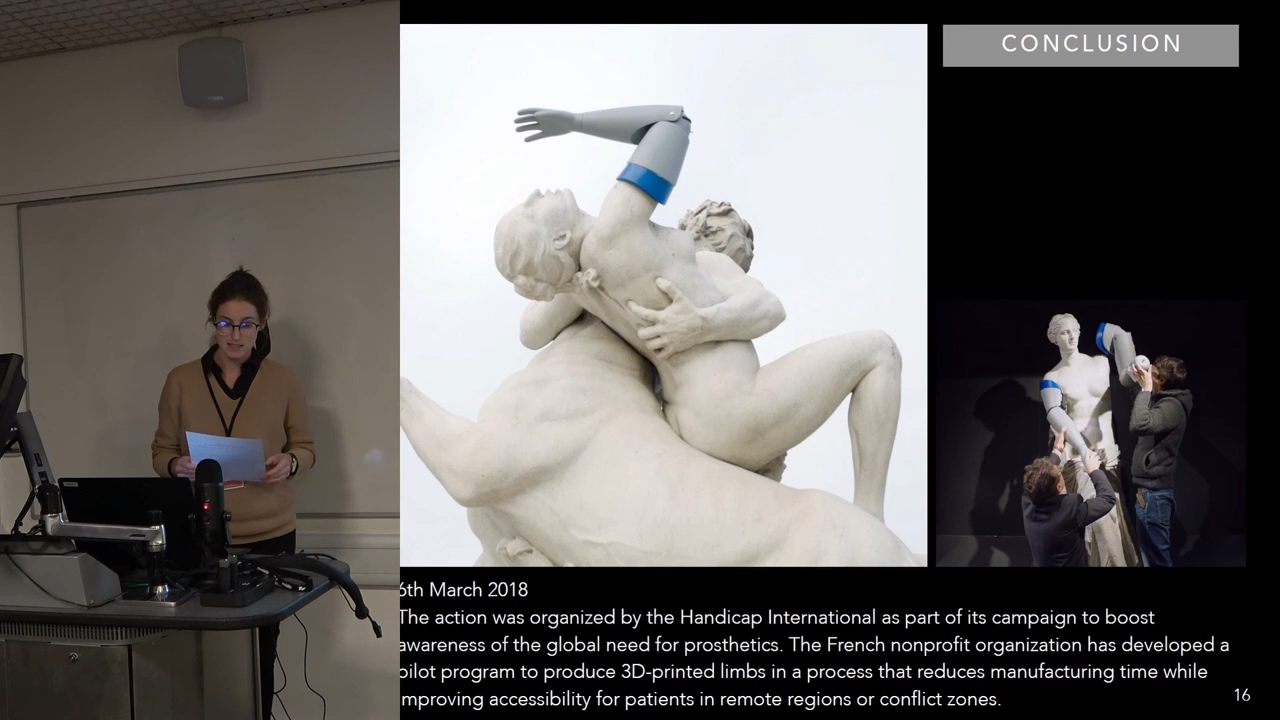 CONCLUSION
6th March 2018
The action was organized by the Handicap International as part of its campaign to boost
awareness of the global need for prosthetics. The French nonprofit organization has developed a
pilot program to produce 3D-printed limbs in a process that reduces manufacturing time while
improving accessibility for patients in remote regions or conflict zones.
16